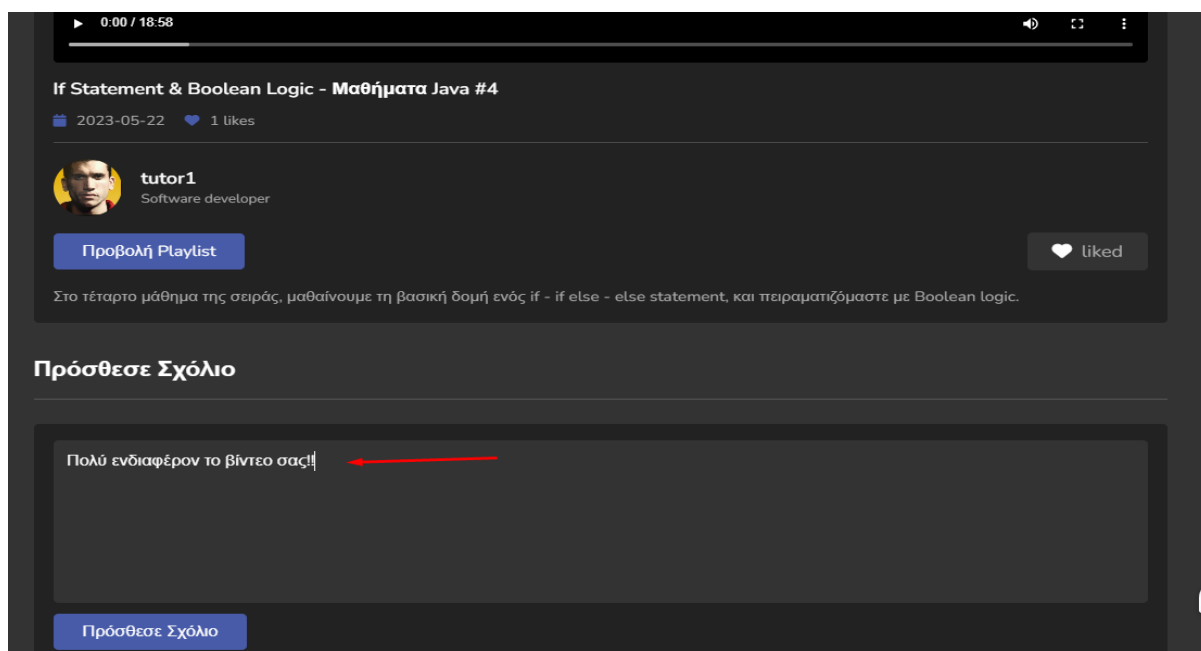 0:00 / 18:58
If Statement & Boolean Logic - Μαθήματα Java #4
2023-05-22 1 likes
tutor1
Software developer
Προβολή Playlist
liked
Στο τέταρτο μάθημα της σειράς, μαθαίνουμε τη βασική δομή ενός if - if else - else statement, και πειραματιζόμαστε με Boolean logic.
Πρόσθεσε Σχόλιο
Πολύ ενδιαφέρον το βίντεο σας!!
Πρόσθεσε Σχόλιο